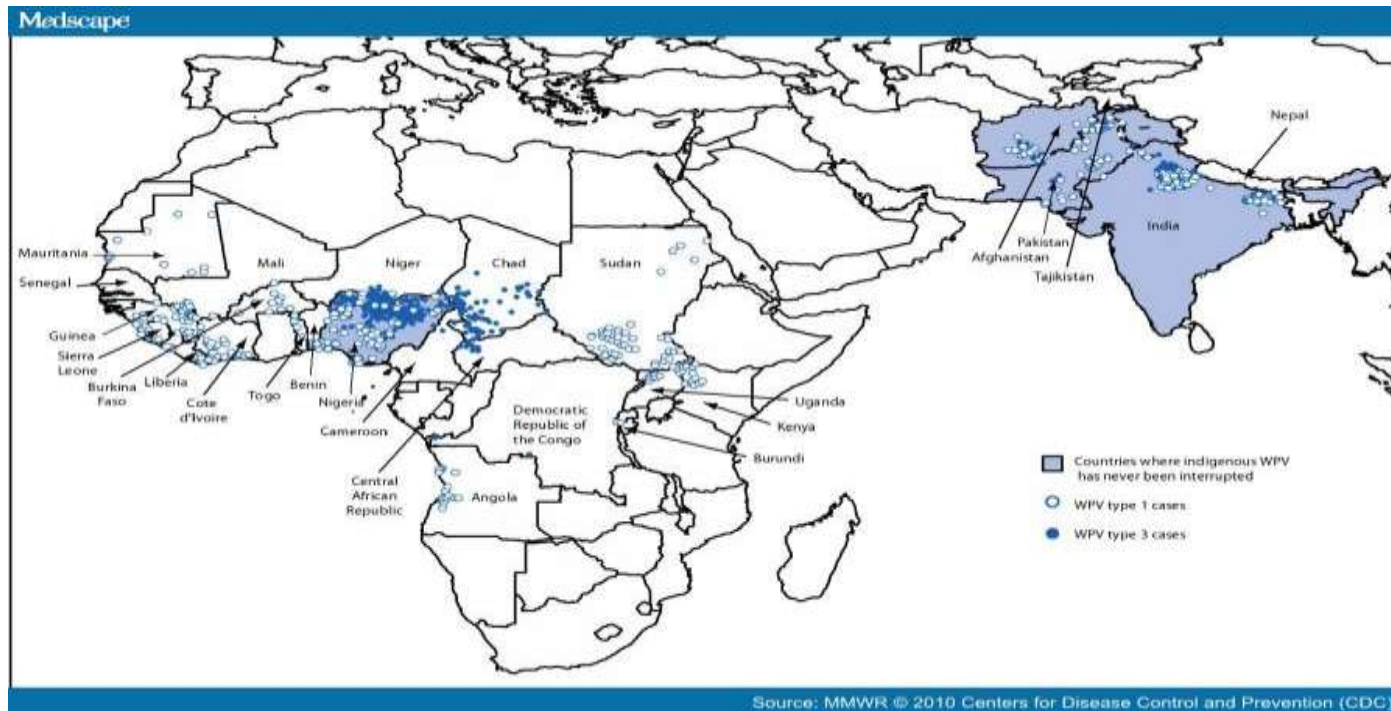 Medscape
Nepal
Mauritania
Mali
Niger
Chad
Sudan
India
Pakistan
Afghanistan
Tajikistan
Senegal
Guinea
Sierra
Leone
Burkina
Faso
Liberia
Cote
d'Ivoire
Togo
Benin
Nigeria
Cameroon
Central
African
Republic
Democratic
Republic of
the Congo
Angola
Uganda
Kenya
Burundi
Countries where indigenous WPV
has never been interrupted
WPV type 1 cases
WPV type 3 cases
Source: MMWR © 2010 Centers for Disease Control and Prevention (CDC)